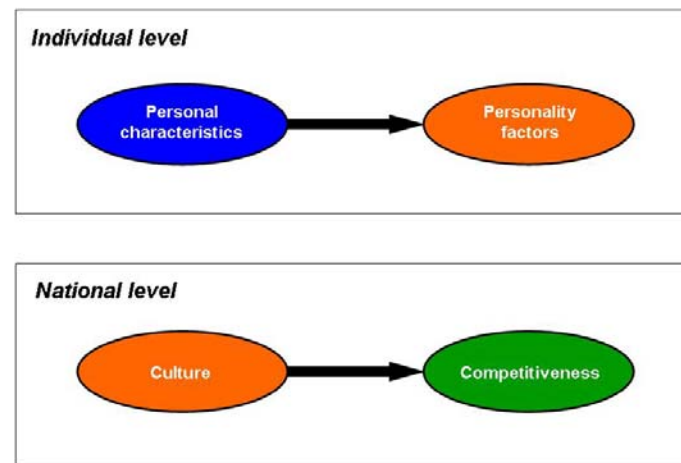 Individual level
Personal
characteristics
Personality
factors
National level
Culture
Competitiveness